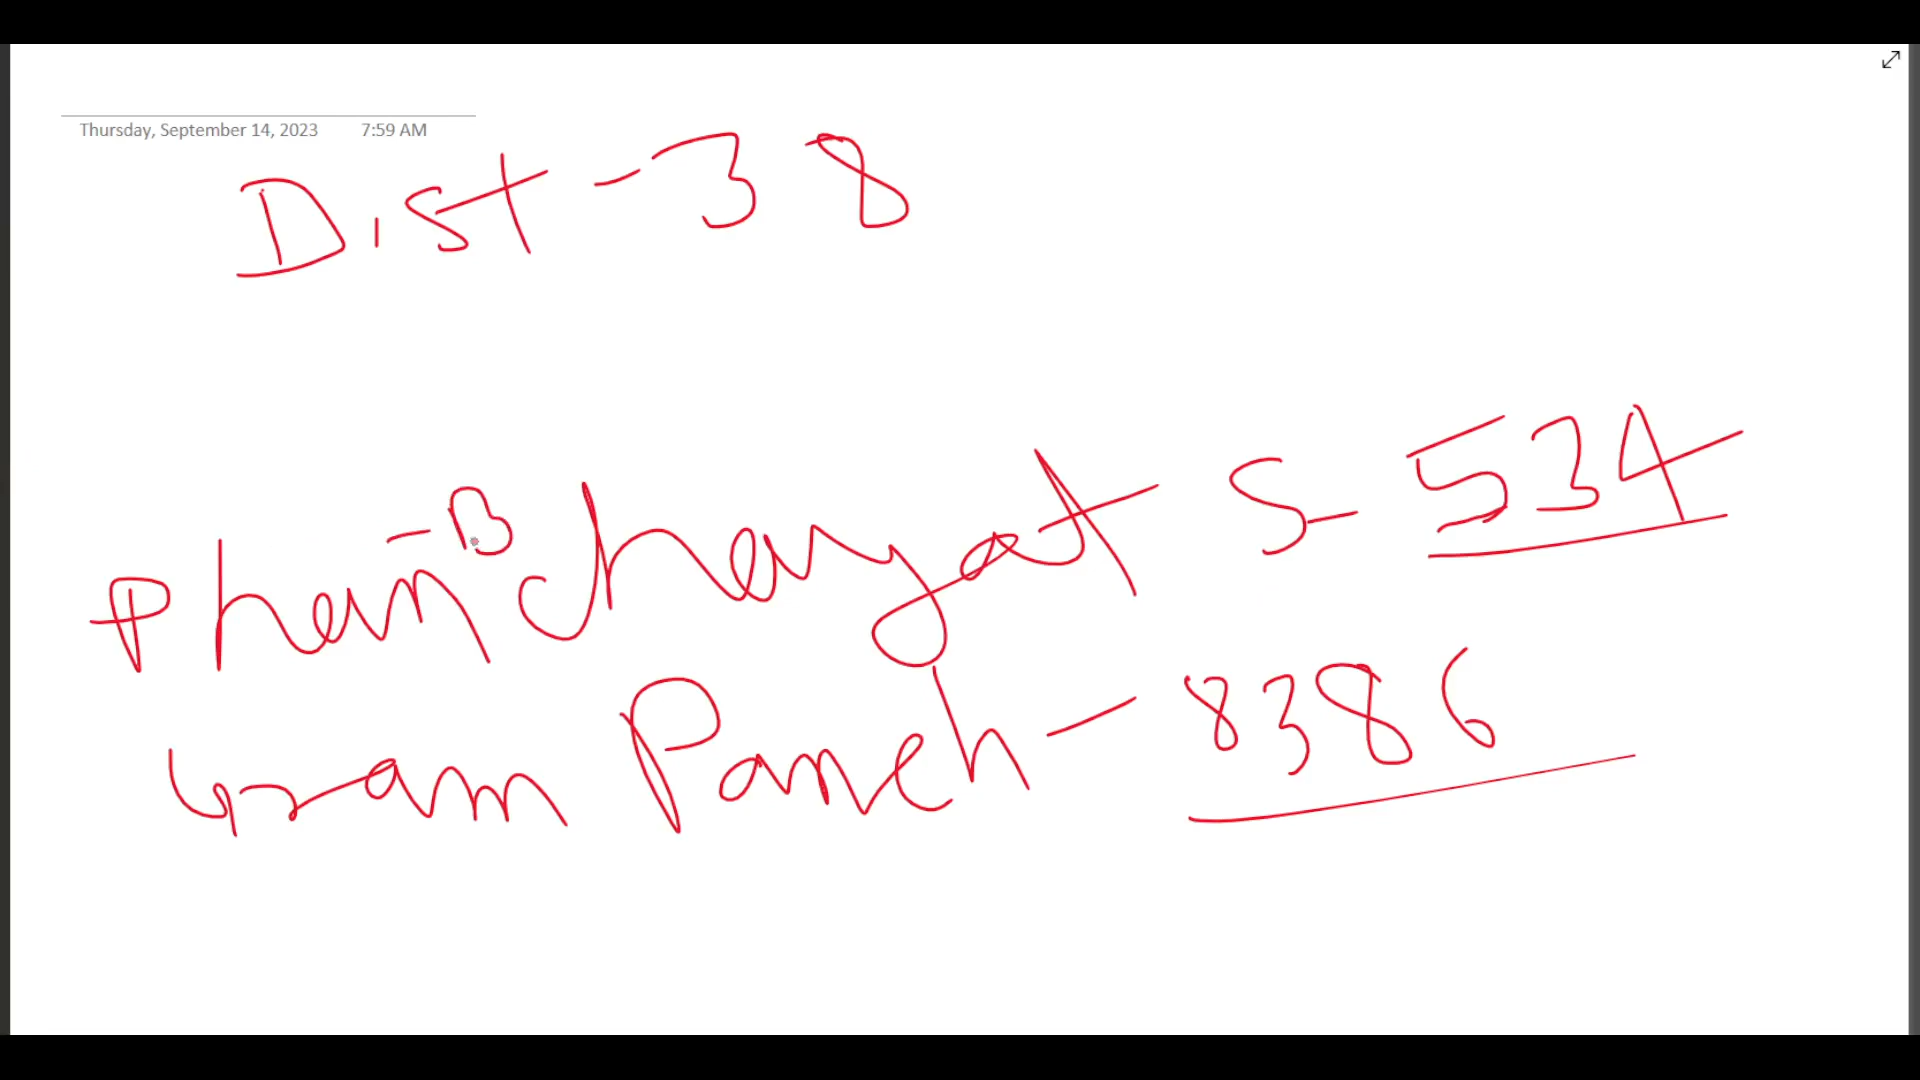 Thursday, September 14, 2023 7:59 AM
Dist - 38
- B
Phanchayat S - 534
Gram Panch - 8386